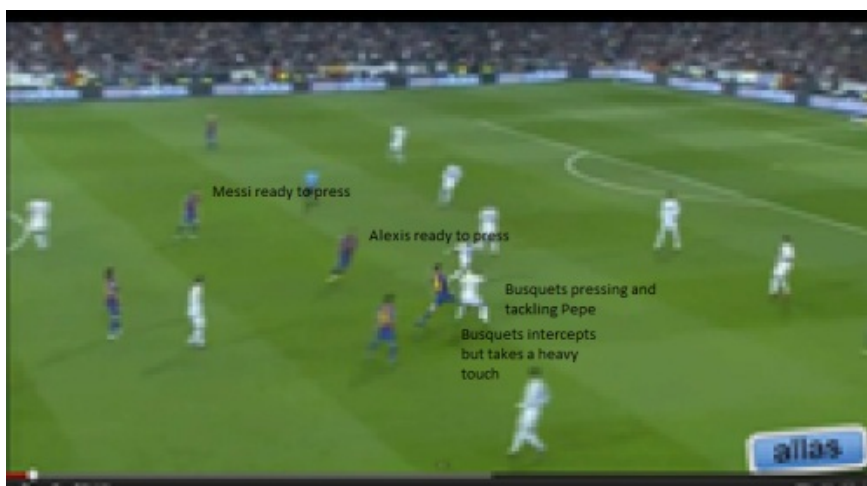 Messi ready to press
Alexis ready to press
Busquets pressing and
tackling Pepe
Busquets intercepts
but takes a heavy
touch
allas